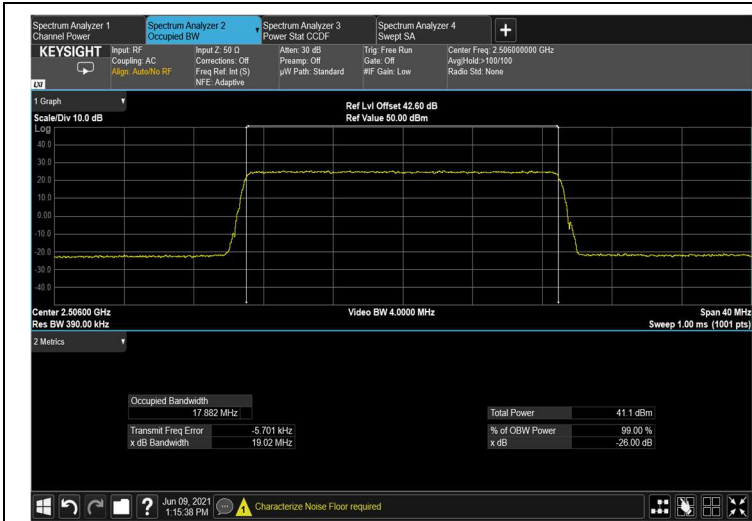 Spectrum Analyzer 1
Channel Power
Spectrum Analyzer 2
Occupied BW
Spectrum Analyzer 3
Power Stat CCDF
Spectrum Analyzer 4
Swept SA
KEYSIGHT
LXI
Input: RF
Coupling: AC
Align: Auto/No RF
Input Z: 50 Ω
Corrections: Off
Freq Ref: Int (S)
NFE: Adaptive
Atten: 30 dB
Preamp: Off
µW Path: Standard
Trig: Free Run
Gate: Off
#IF Gain: Low
Center Freq: 2.506000000 GHz
Avg|Hold:>100/100
Radio Std: None
1 Graph
Scale/Div 10.0 dB
Ref Lvl Offset 42.60 dB
Ref Value 50.00 dBm
Log
40.0
30.0
20.0
10.0
0.00
-10.0
-20.0
-30.0
-40.0
Center 2.50600 GHz
Video BW 4.0000 MHz
Span 40 MHz
Res BW 390.00 kHz
Sweep 1.00 ms (1001 pts)
2 Metrics
Occupied Bandwidth
17.882 MHz
Transmit Freq Error -5.701 kHz
x dB Bandwidth 19.02 MHz
Total Power 41.1 dBm
% of OBW Power 99.00 %
x dB -26.00 dB
Jun 09, 2021
1:15:38 PM
1
Characterize Noise Floor required